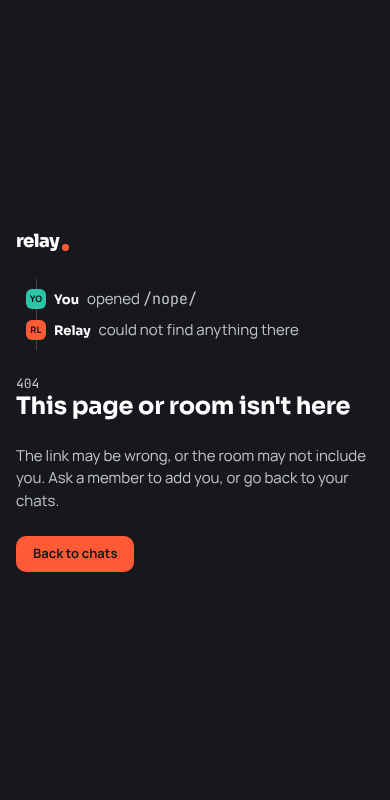 relay
YO You opened /nope/
RL Relay could not find anything there
404
This page or room isn't here
The link may be wrong, or the room may not include
you. Ask a member to add you, or go back to your
chats.
Back to chats